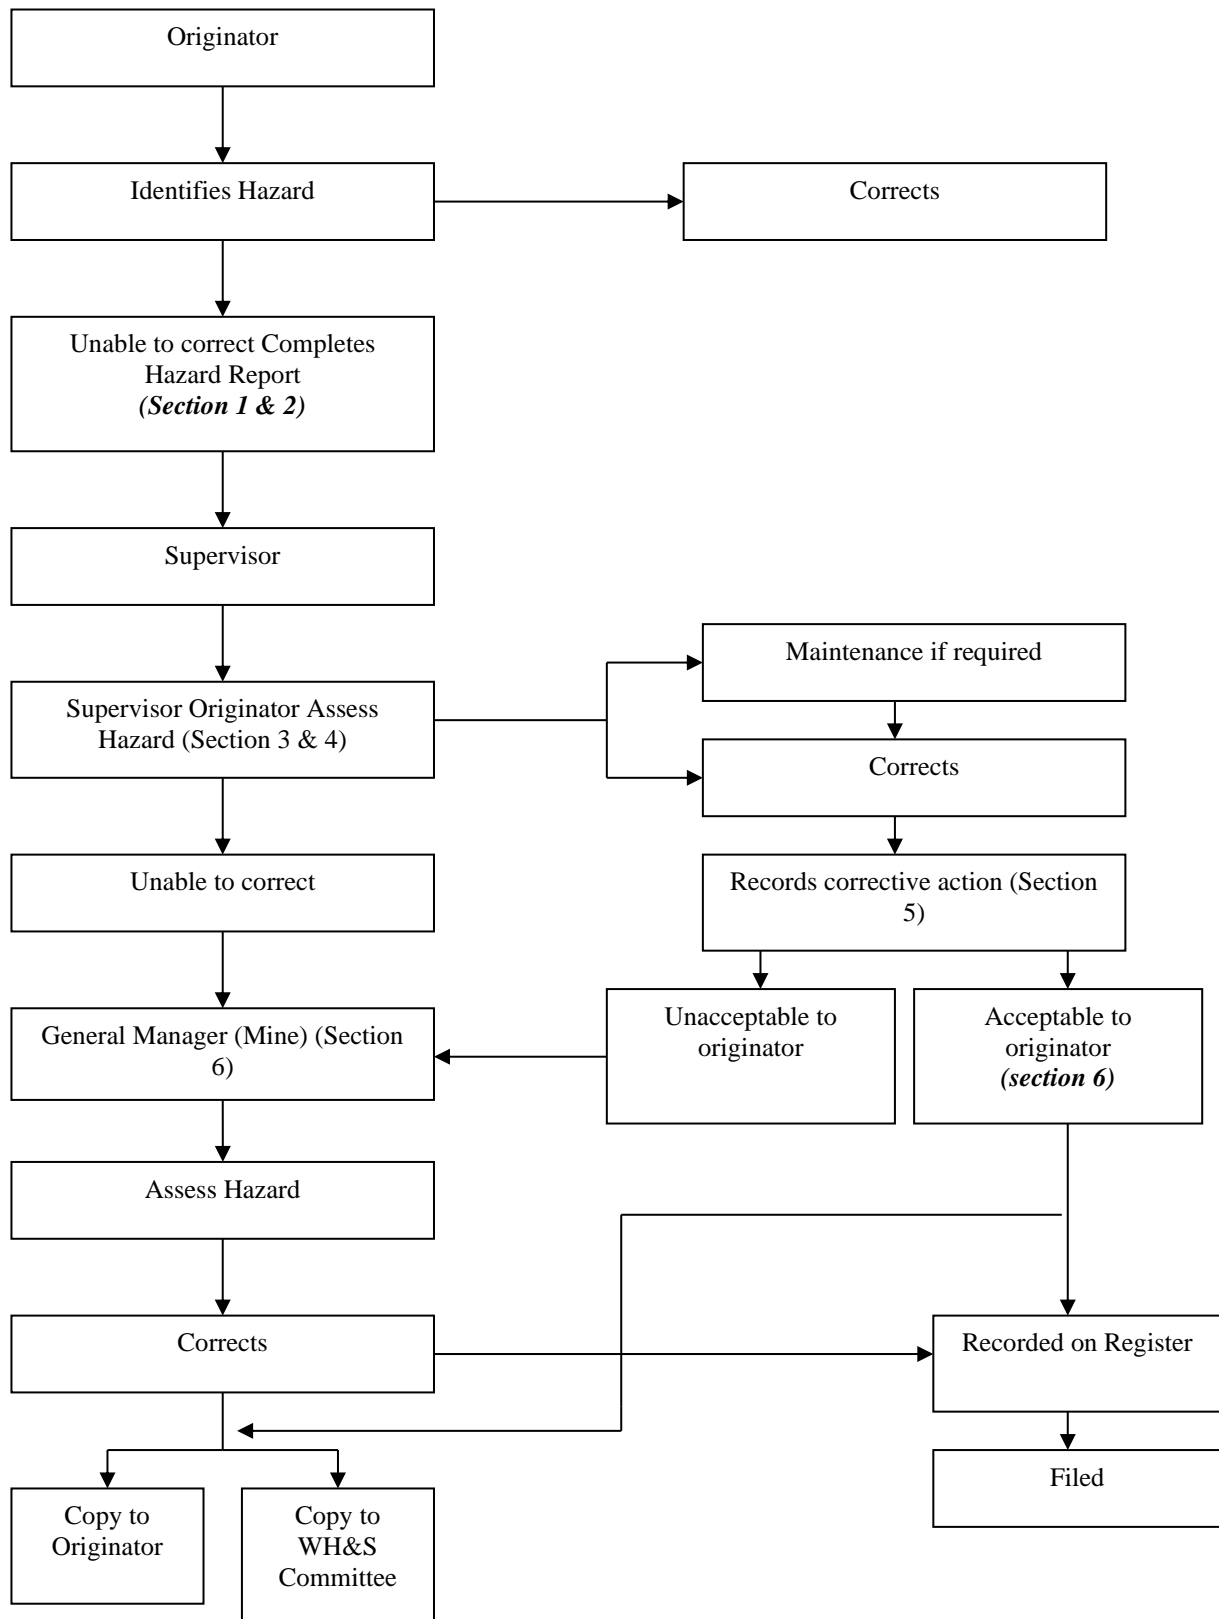 Originator
Identifies Hazard
Corrects
Unable to correct Completes
Hazard Report
(Section 1 & 2)
Supervisor
Maintenance if required
Supervisor Originator Assess
Hazard (Section 3 & 4)
Corrects
Unable to correct
Records corrective action (Section
5)
General Manager (Mine) (Section
6)
Unacceptable to
originator
Acceptable to
originator
(section 6)
Assess Hazard
Corrects
Recorded on Register
Filed
Copy to
Originator
Copy to
WH&S
Committee